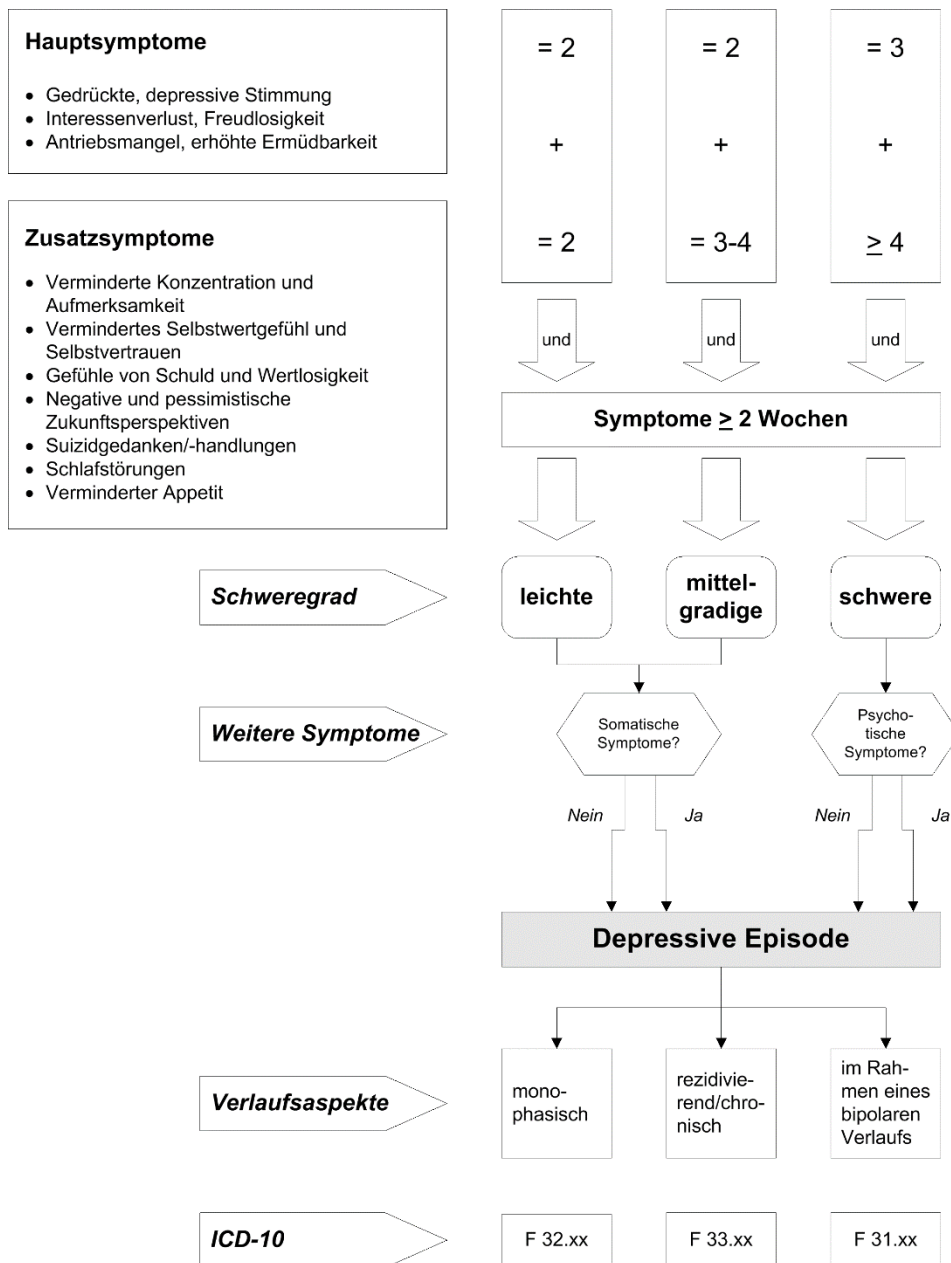 Hauptsymptome
• Gedrückte, depressive Stimmung
• Interessenverlust, Freudlosigkeit
• Antriebsmangel, erhöhte Ermüdbarkeit
= 2
= 2
= 3
+
+
+
= 2
= 3-4
≥ 4
Zusatzsymptome
• Verminderte Konzentration und
Aufmerksamkeit
• Vermindertes Selbstwertgefühl und
Selbstvertrauen
• Gefühle von Schuld und Wertlosigkeit
• Negative und pessimistische
Zukunftsperspektiven
• Suizidgedanken/-handlungen
• Schlafstörungen
• Verminderter Appetit
und
und
und
Symptome ≥ 2 Wochen
Schweregrad
leichte
mittel-
gradige
schwere
Weitere Symptome
Somatische
Symptome?
Psycho-
tische
Symptome?
Nein
Ja
Nein
Ja
Depressive Episode
Verlaufsaspekte
mono-
phasisch
rezidivie-
rend/chro-
nisch
im Rah-
men eines
bipolaren
Verlaufs
ICD-10
F 32.xx
F 33.xx
F 31.xx